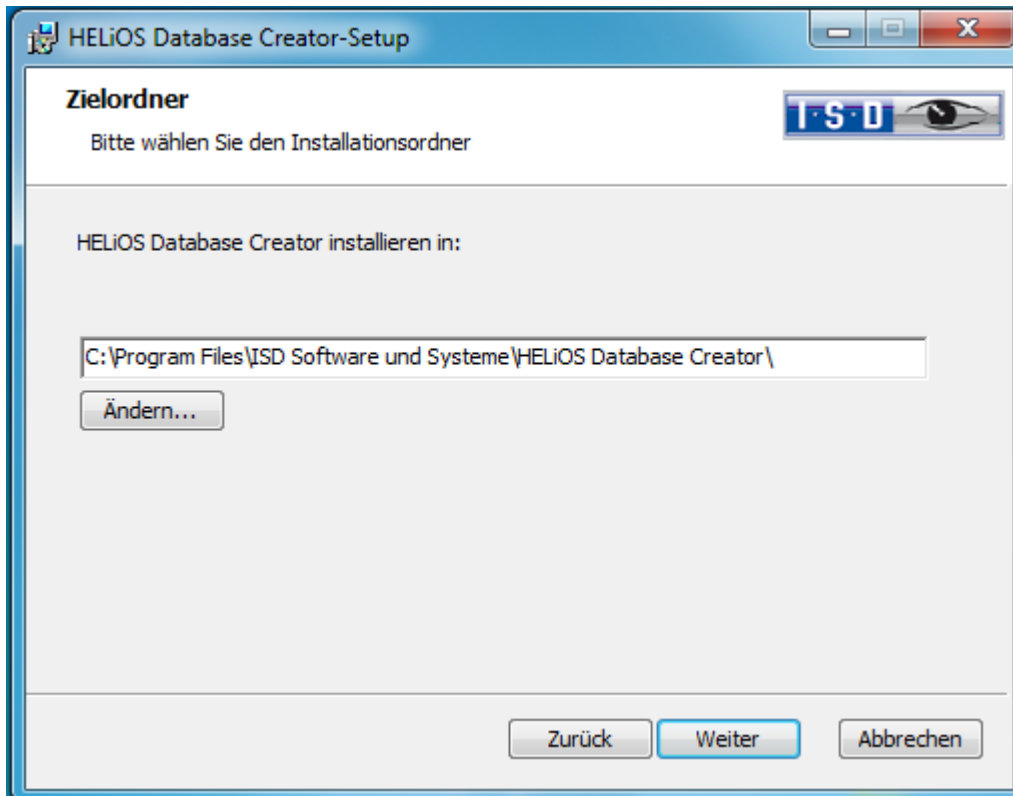 HELiOS Database Creator-Setup
Zielordner
Bitte wählen Sie den Installationsordner
I·S·D
HELiOS Database Creator installieren in:
C:\Program Files\ISD Software und Systeme\HELiOS Database Creator\
Ändern...
Zurück
Weiter
Abbrechen